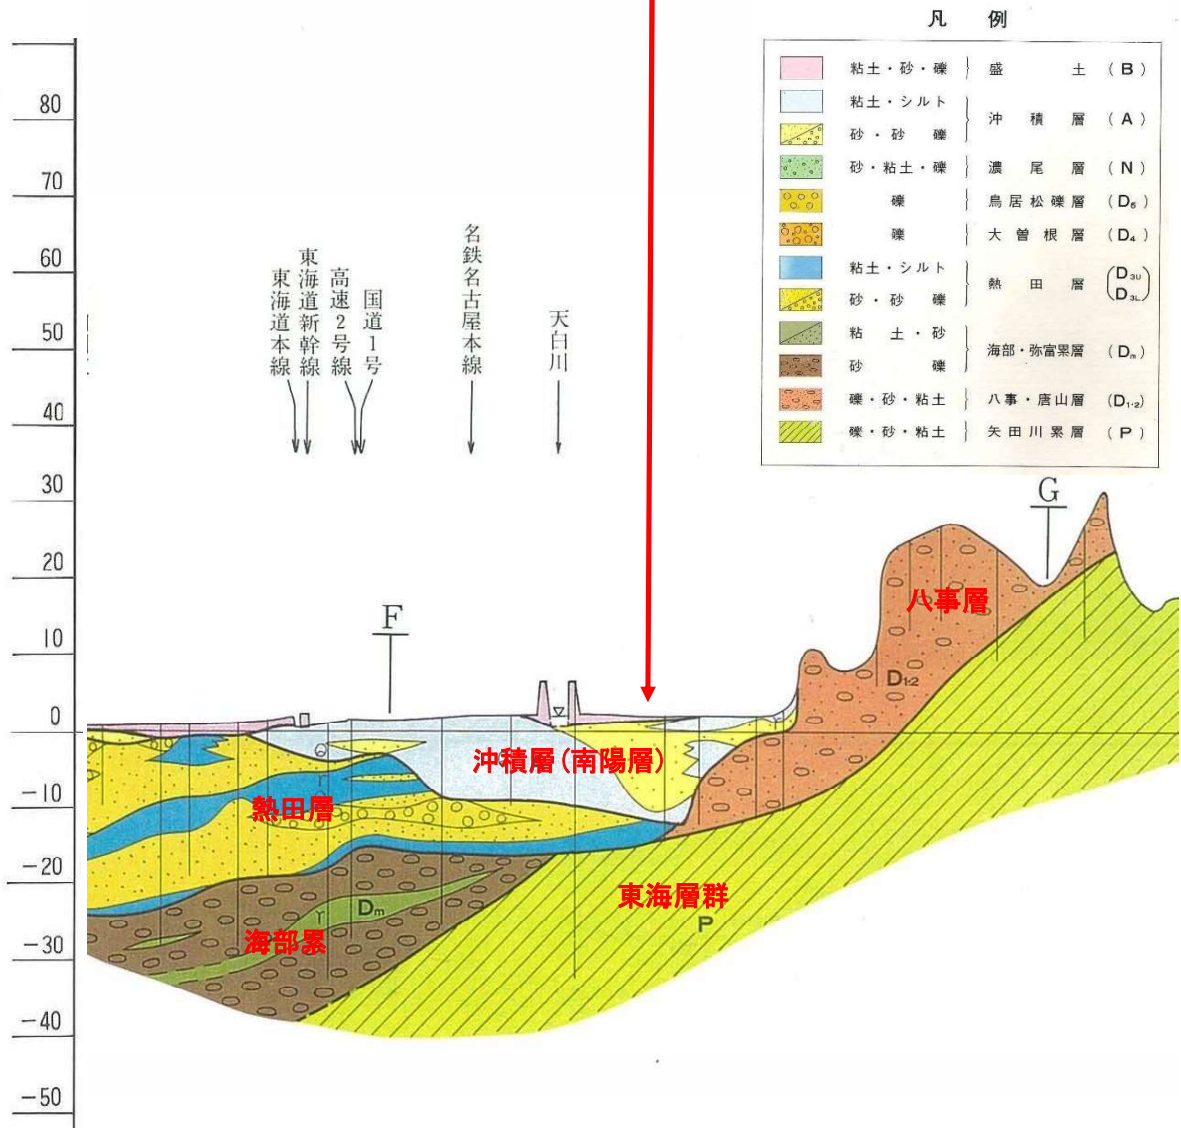 凡 例
粘土・砂・礫 盛 土 (B)
粘土・シルト
沖 積 層 (A)
砂・砂 礫
砂・粘土・礫 濃 尾 層 (N)
礫 鳥居松礫層 (D₅)
礫 大曽根層 (D₄)
粘土・シルト
熱 田 層 (D₃U D₃L)
砂・砂 礫
粘 土・砂
海部・弥富累層 (Dm)
砂 礫
礫・砂・粘土 八事・唐山層 (D₁・₂)
礫・砂・粘土 矢田川累層 (P)
80
70
60
50
40
30
20
10
0
-10
-20
-30
-40
-50
東海道本線
東海道新幹線
高速2号線
国道1号
名鉄名古屋本線
天白川
F
G
八事層
D₁₂
沖積層(南陽層)
熱田層
東海層群
P
Dm
海部累